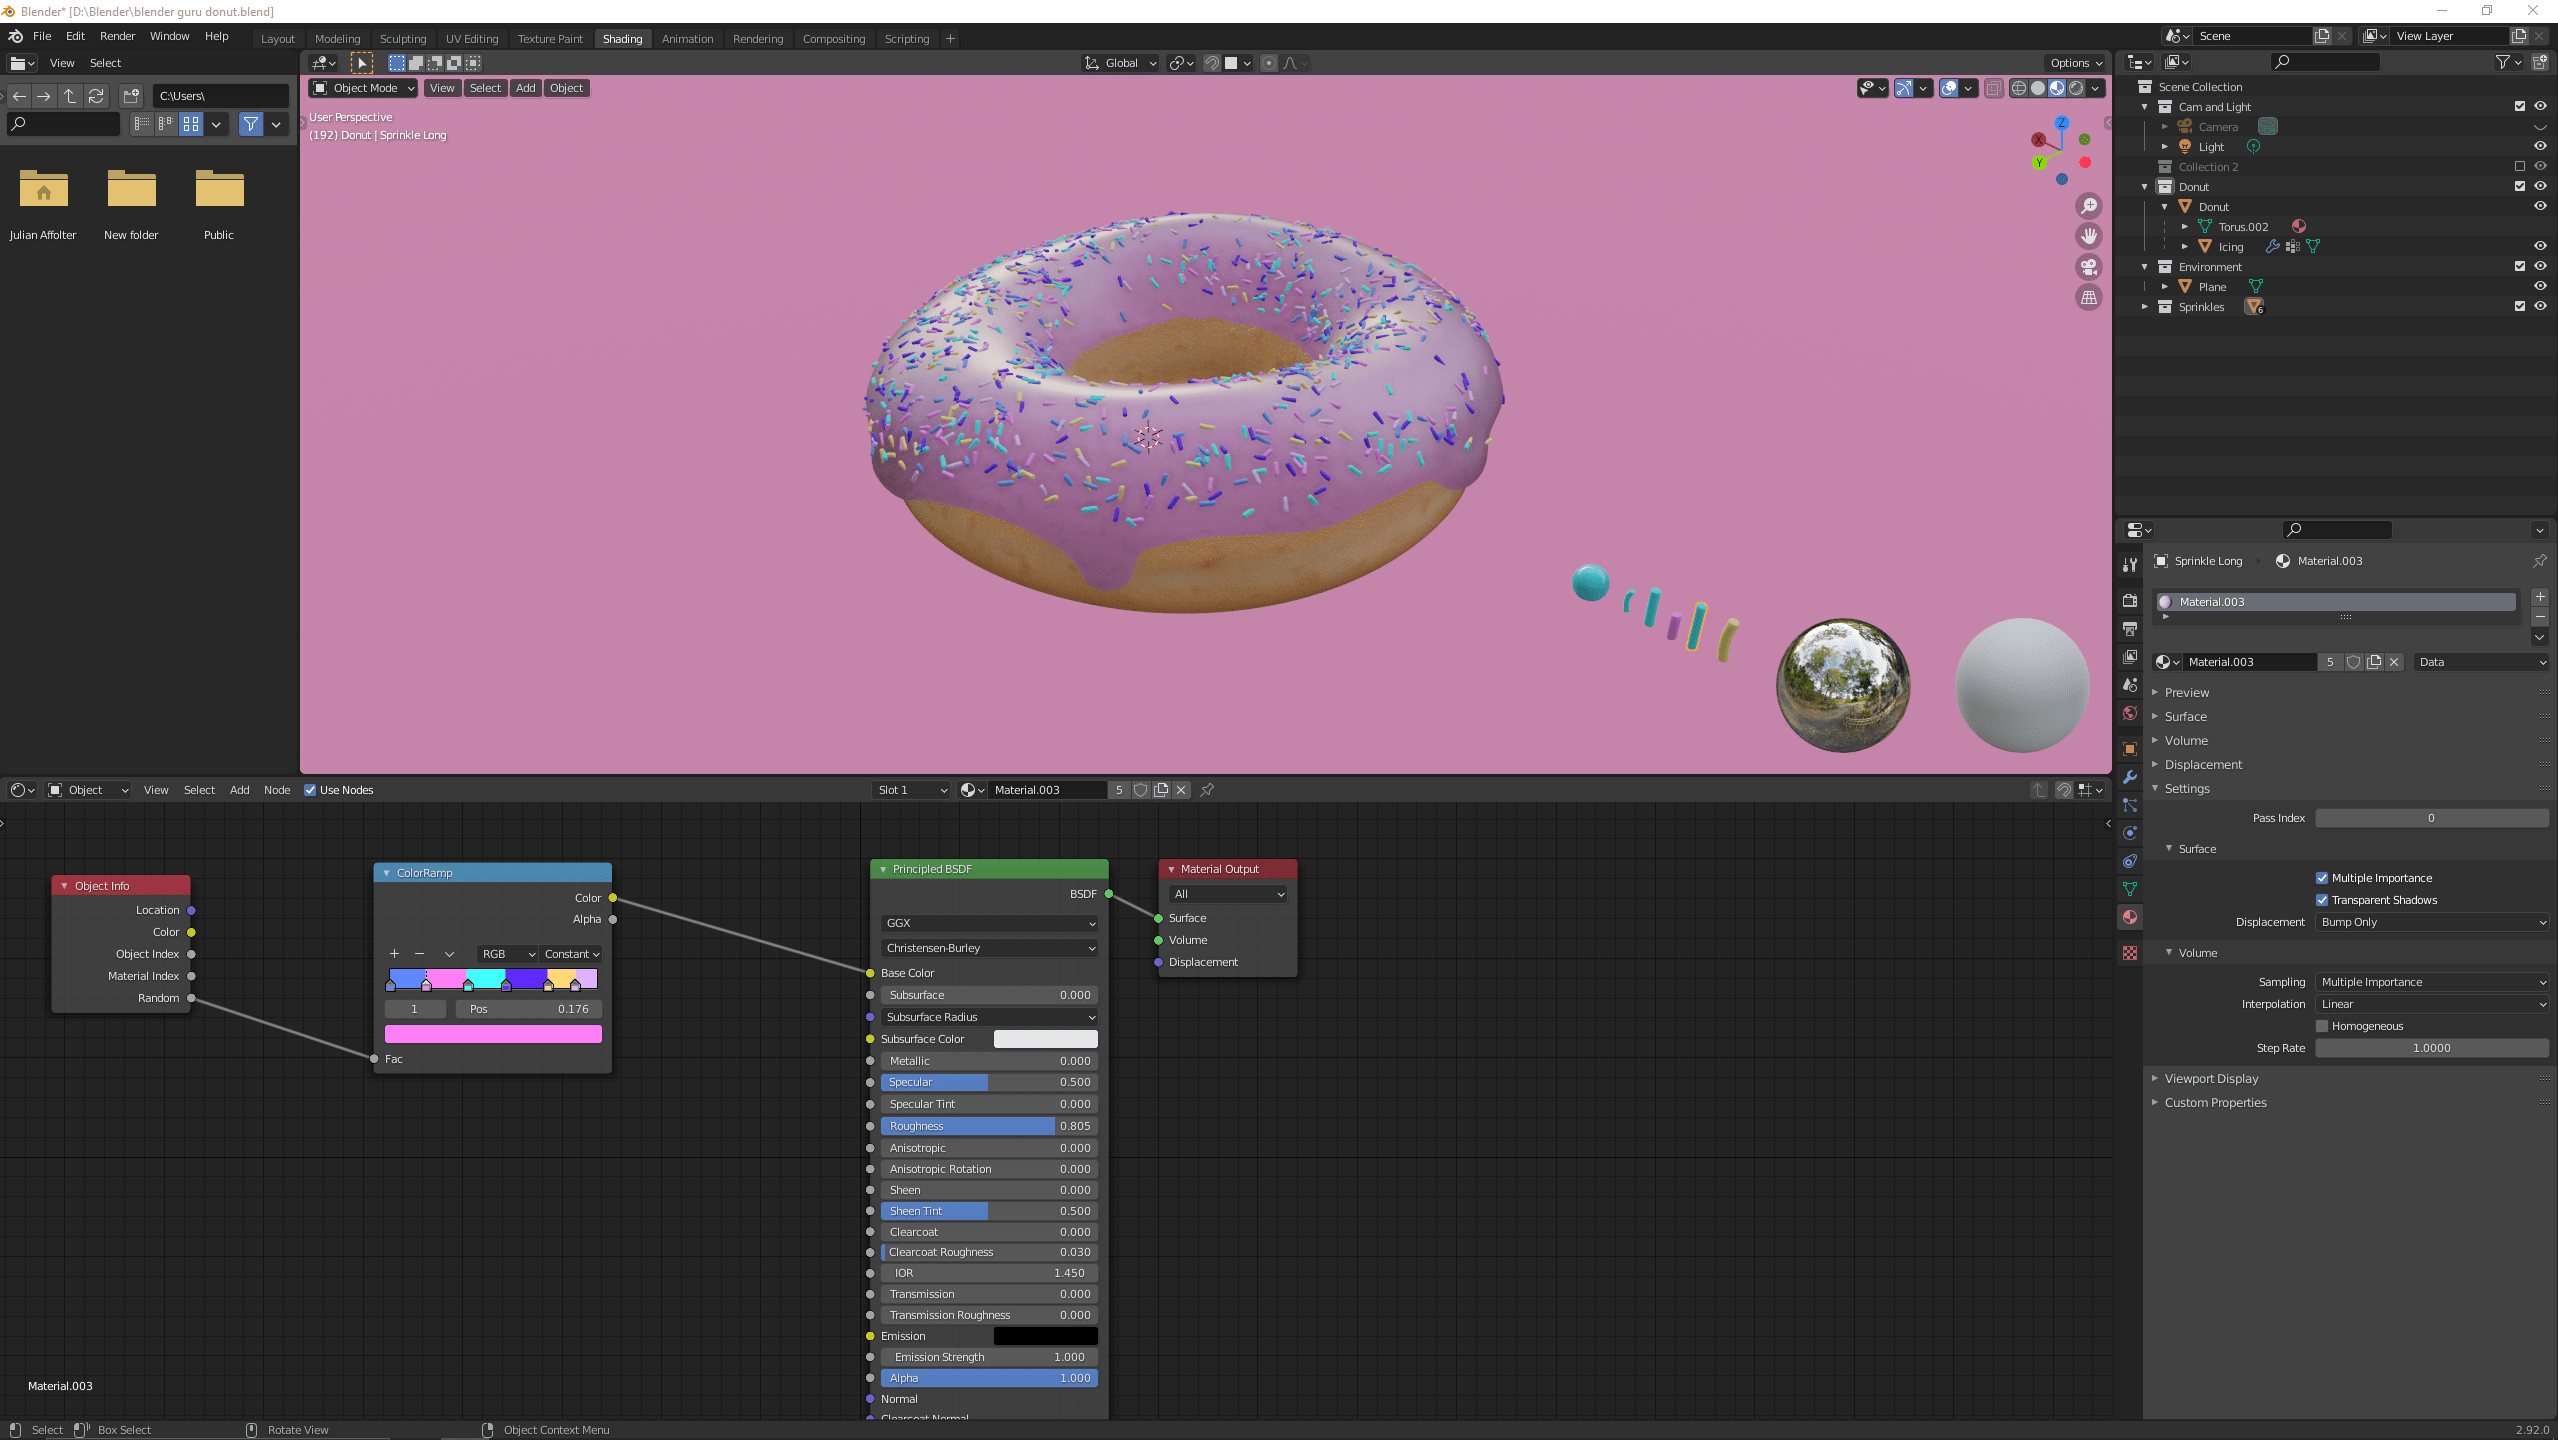 Blender* [D:\Blender\blender guru donut.blend]
File Edit Render Window Help Layout Modeling Sculpting UV Editing Texture Paint Shading Animation Rendering Compositing Scripting + Scene View Layer
View Select Global Options
C:\Users\ Object Mode View Select Add Object
User Perspective
(192) Donut | Sprinkle Long
Z
X
Y
Julian Affolter New folder Public
Scene Collection
Cam and Light
Camera
Light
Collection 2
Donut
Donut
Torus.002
Icing
Environment
Plane
Sprinkles 6
Sprinkle Long Material.003
Material.003
Material.003 5 Data
Preview
Surface
Volume
Displacement
Settings
Pass Index 0
Surface
Multiple Importance
Transparent Shadows
Displacement Bump Only
Volume
Sampling Multiple Importance
Interpolation Linear
Homogeneous
Step Rate 1.0000
Viewport Display
Custom Properties
Object View Select Add Node Use Nodes Slot 1 Material.003 5
Object Info
Location
Color
Object Index
Material Index
Random
ColorRamp
Color
Alpha
RGB Constant
1 Pos 0.176
Fac
Principled BSDF
BSDF
GGX
Christensen-Burley
Base Color
Subsurface 0.000
Subsurface Radius
Subsurface Color
Metallic 0.000
Specular 0.500
Specular Tint 0.000
Roughness 0.805
Anisotropic 0.000
Anisotropic Rotation 0.000
Sheen 0.000
Sheen Tint 0.500
Clearcoat 0.000
Clearcoat Roughness 0.030
IOR 1.450
Transmission 0.000
Transmission Roughness 0.000
Emission
Emission Strength 1.000
Alpha 1.000
Normal
Clearcoat Normal
Material Output
All
Surface
Volume
Displacement
Material.003
Select Box Select Rotate View Object Context Menu 2.92.0